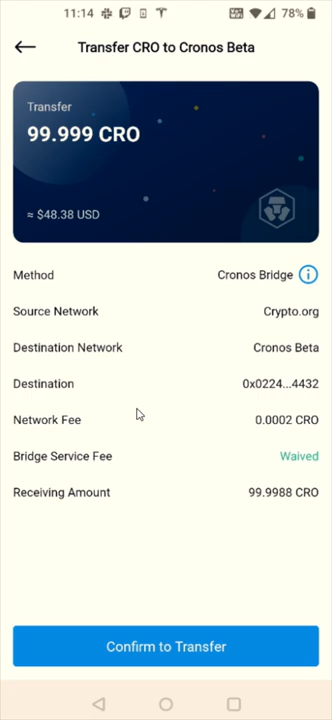 11:14
78%
Transfer CRO to Cronos Beta
Transfer
99.999 CRO
≈ $48.38 USD
Method Cronos Bridge
Source Network Crypto.org
Destination Network Cronos Beta
Destination 0x0224...4432
Network Fee 0.0002 CRO
Bridge Service Fee Waived
Receiving Amount 99.9988 CRO
Confirm to Transfer